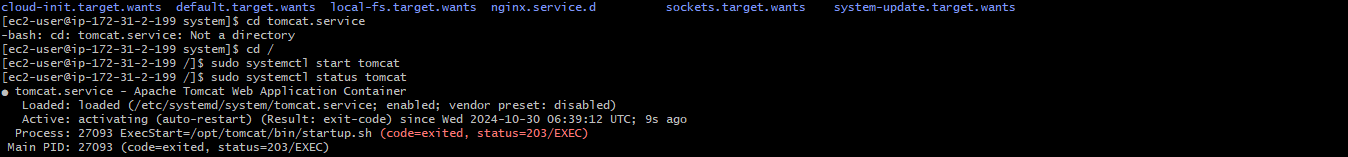 cloud-init.target.wants  default.target.wants  local-fs.target.wants  nginx.service.d         sockets.target.wants    system-update.target.wants
[ec2-user@ip-172-31-2-199 system]$ cd tomcat.service
-bash: cd: tomcat.service: Not a directory
[ec2-user@ip-172-31-2-199 system]$ cd /
[ec2-user@ip-172-31-2-199 /]$ sudo systemctl start tomcat
[ec2-user@ip-172-31-2-199 /]$ sudo systemctl status tomcat
● tomcat.service - Apache Tomcat Web Application Container
   Loaded: loaded (/etc/systemd/system/tomcat.service; enabled; vendor preset: disabled)
   Active: activating (auto-restart) (Result: exit-code) since Wed 2024-10-30 06:39:12 UTC; 9s ago
  Process: 27093 ExecStart=/opt/tomcat/bin/startup.sh (code=exited, status=203/EXEC)
 Main PID: 27093 (code=exited, status=203/EXEC)